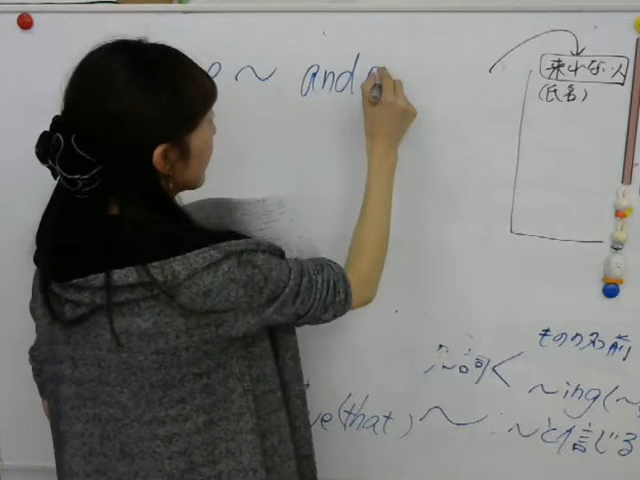 ~ and
来れない人
(氏名)
~詞<
ものの名前
~ing(~
ve(that)~:~と信じる